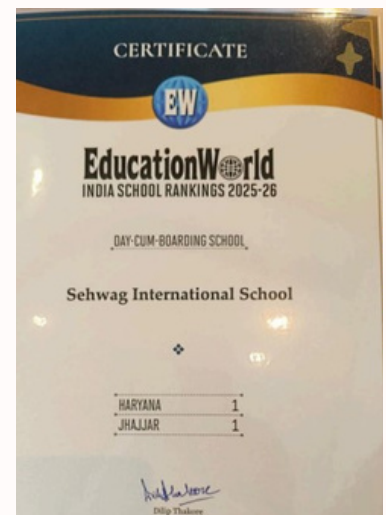 CERTIFICATE
EW
EducationWorld
INDIA SCHOOL RANKINGS 2025-26
DAY-CUM-BOARDING SCHOOL
Sehwag International School
HARYANA 1
JHAJJAR 1
Dilip Thakore